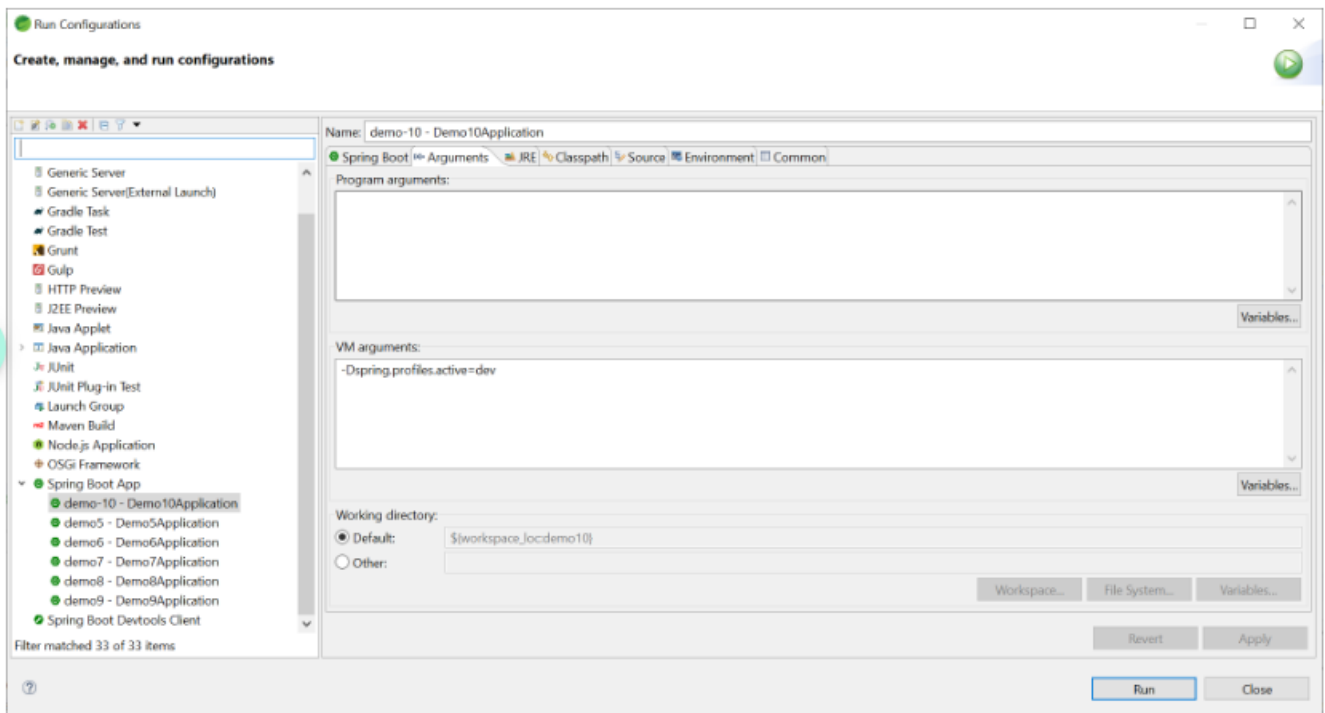 Run Configurations
Create, manage, and run configurations
Name: demo-10 - Demo10Application
Spring Boot Arguments JRE Classpath Source Environment Common
Generic Server
Generic Server(External Launch)
Gradle Task
Gradle Test
Grunt
Gulp
HTTP Preview
J2EE Preview
Java Applet
Java Application
JUnit
JUnit Plug-in Test
Launch Group
Maven Build
Node.js Application
OSGi Framework
Spring Boot App
demo-10 - Demo10Application
demo5 - Demo5Application
demo6 - Demo6Application
demo7 - Demo7Application
demo8 - Demo8Application
demo9 - Demo9Application
Spring Boot Devtools Client
Filter matched 33 of 33 items
Program arguments:
Variables...
VM arguments:
-Dspring.profiles.active=dev
Variables...
Working directory:
Default: ${workspace_loc:demo10}
Other:
Workspace... File System... Variables...
Revert Apply
Run Close